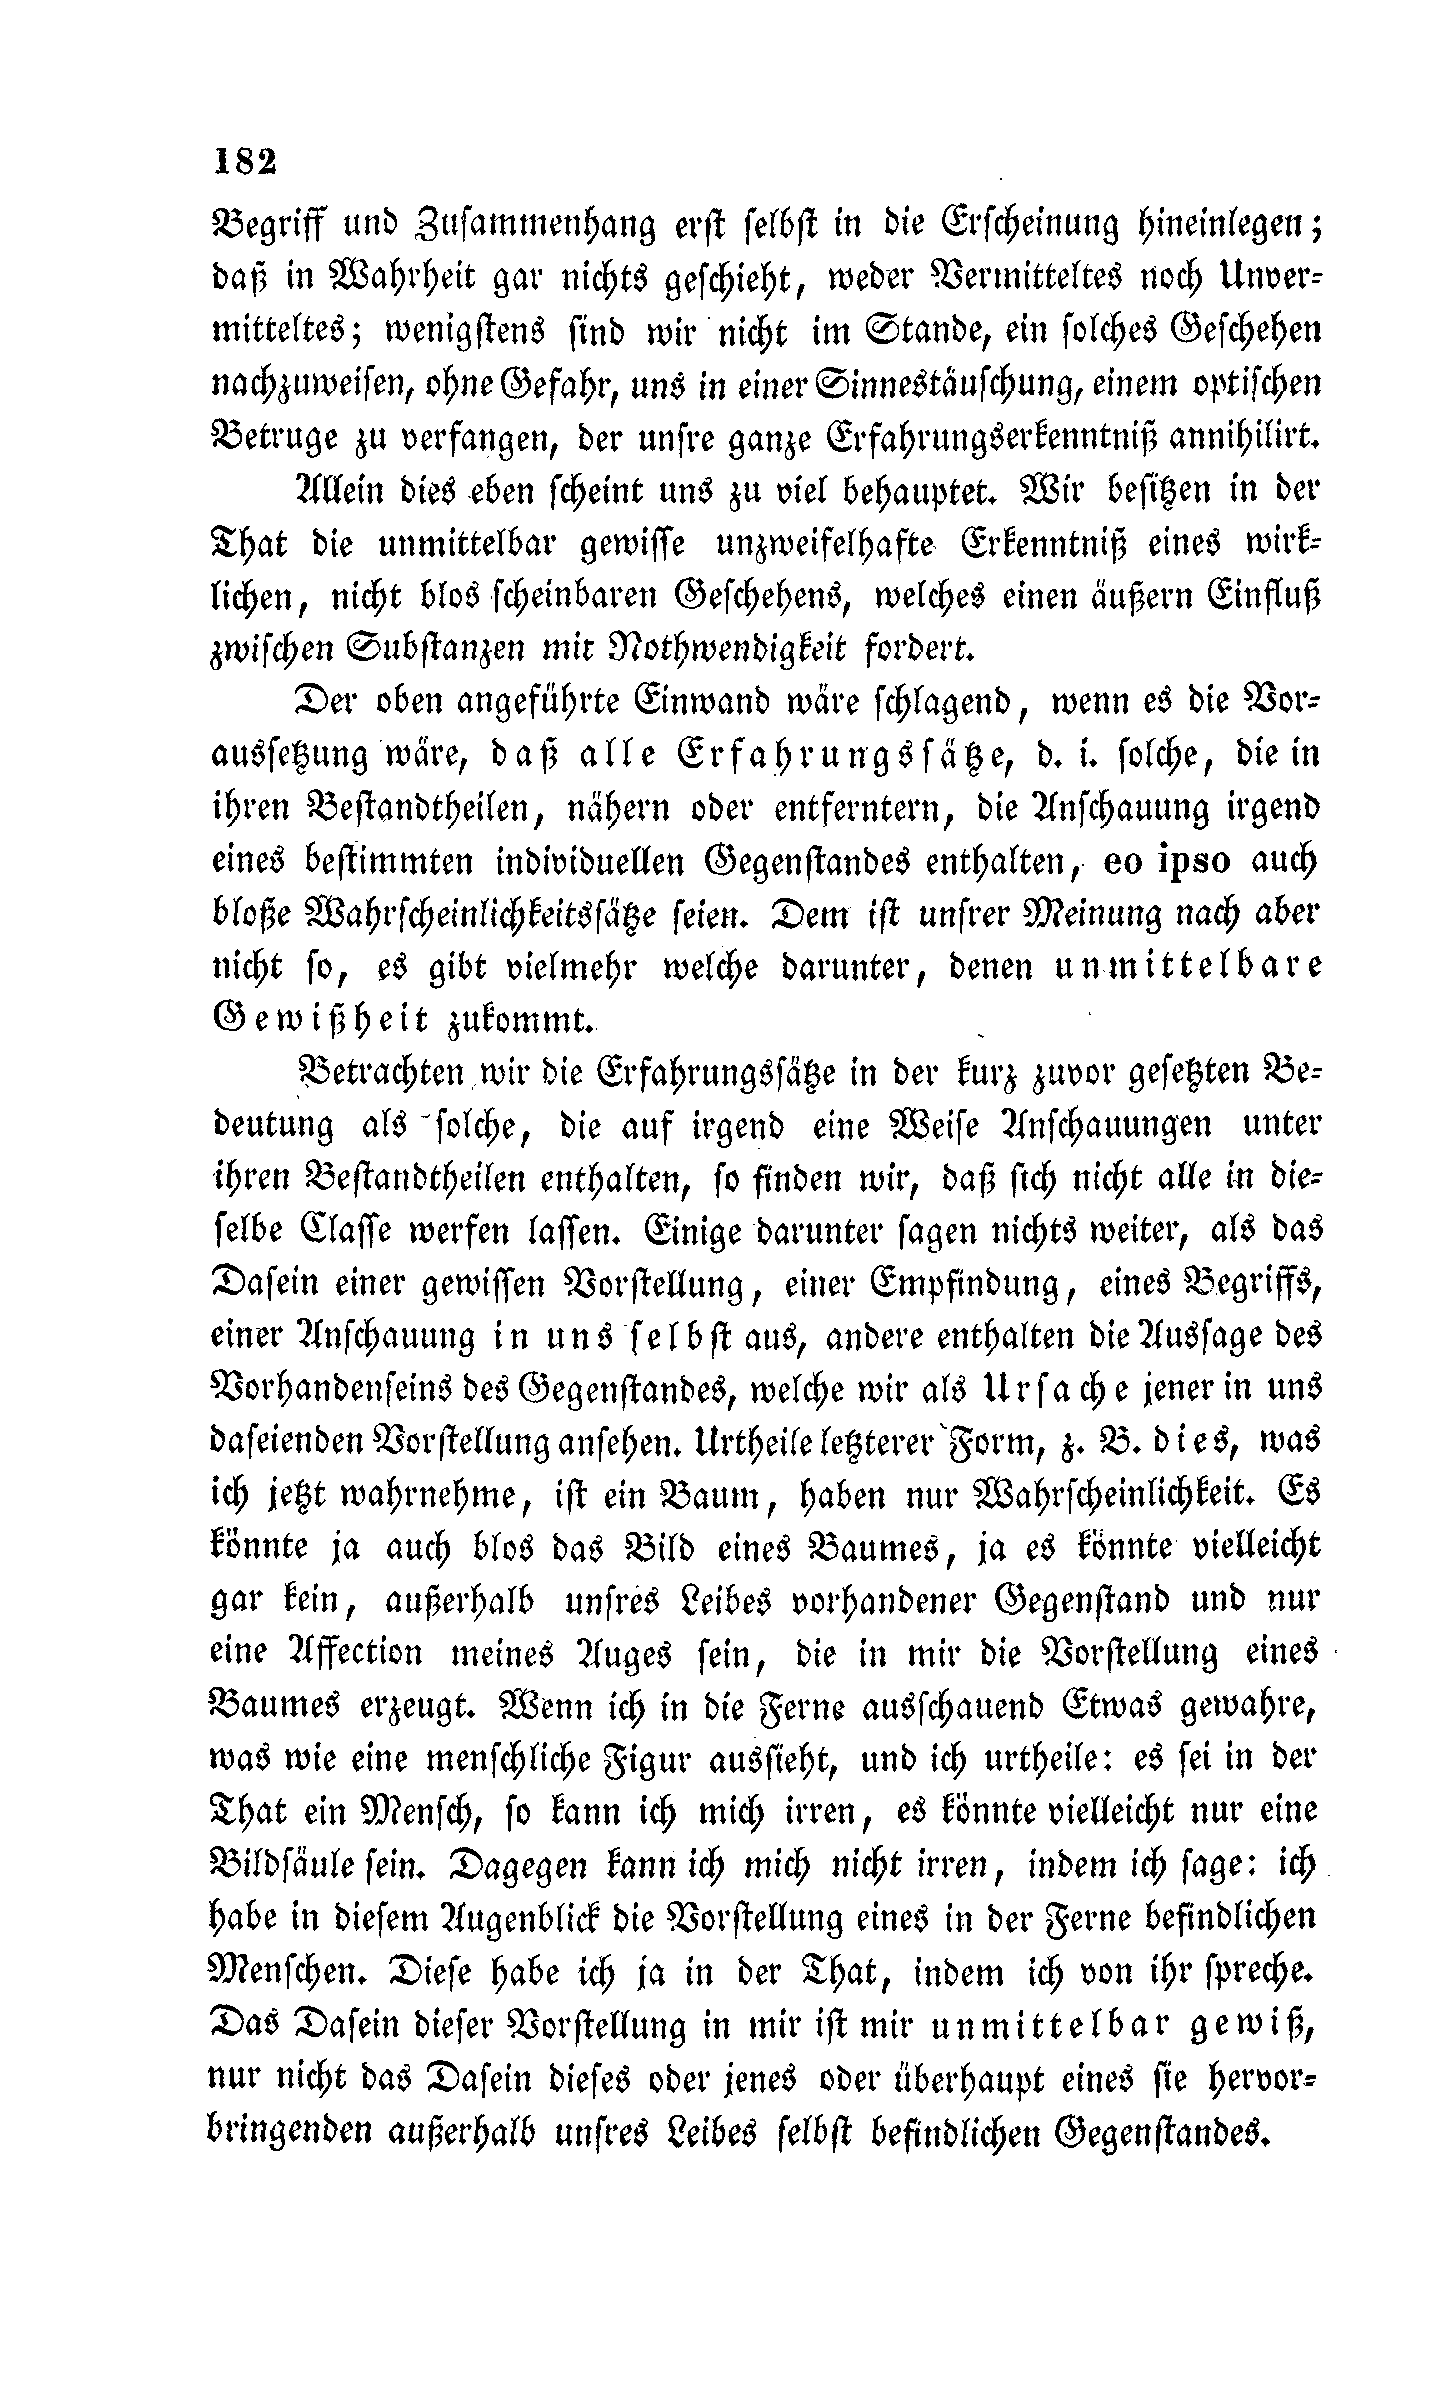 182
Begriff und Zusammenhang erst selbst in die Erscheinung hineinlegen;
daß in Wahrheit gar nichts geschieht, weder Vermitteltes noch Unver-
mitteltes; wenigstens sind wir nicht im Stande, ein solches Geschehen
nachzuweisen, ohne Gefahr, uns in einer Sinnestäuschung, einem optischen
Betruge zu verfangen, der unsre ganze Erfahrungserkenntniß annihilirt.
Allein dies eben scheint uns zu viel behauptet. Wir besitzen in der
That die unmittelbar gewisse unzweifelhafte Erkenntniß eines wirk-
lichen, nicht blos scheinbaren Geschehens, welches einen äußern Einfluß
zwischen Substanzen mit Nothwendigkeit fordert.
Der oben angeführte Einwand wäre schlagend, wenn es die Vor-
aussetzung wäre, daß alle Erfahrungssätze, d. i. solche, die in
ihren Bestandtheilen, nähern oder entferntern, die Anschauung irgend
eines bestimmten individuellen Gegenstandes enthalten, eo ipso auch
bloße Wahrscheinlichkeitssätze seien. Dem ist unsrer Meinung nach aber
nicht so, es gibt vielmehr welche darunter, denen unmittelbare
Gewißheit zukommt.
Betrachten wir die Erfahrungssätze in der kurz zuvor gesetzten Be-
deutung als solche, die auf irgend eine Weise Anschauungen unter
ihren Bestandtheilen enthalten, so finden wir, daß sich nicht alle in die-
selbe Classe werfen lassen. Einige darunter sagen nichts weiter, als das
Dasein einer gewissen Vorstellung, einer Empfindung, eines Begriffs,
einer Anschauung in uns selbst aus, andere enthalten die Aussage des
Vorhandenseins des Gegenstandes, welche wir als Ursache jener in uns
daseienden Vorstellung ansehen. Urtheile letzterer Form, z. B. dies, was
ich jetzt wahrnehme, ist ein Baum, haben nur Wahrscheinlichkeit. Es
könnte ja auch blos das Bild eines Baumes, ja es könnte vielleicht
gar kein, außerhalb unsres Leibes vorhandener Gegenstand und nur
eine Affection meines Auges sein, die in mir die Vorstellung eines
Baumes erzeugt. Wenn ich in die Ferne ausschauend Etwas gewahre,
was wie eine menschliche Figur aussieht, und ich urtheile: es sei in der
That ein Mensch, so kann ich mich irren, es könnte vielleicht nur eine
Bildsäule sein. Dagegen kann ich mich nicht irren, indem ich sage: ich
habe in diesem Augenblick die Vorstellung eines in der Ferne befindlichen
Menschen. Diese habe ich ja in der That, indem ich von ihr spreche.
Das Dasein dieser Vorstellung in mir ist mir unmittelbar gewiß,
nur nicht das Dasein dieses oder jenes oder überhaupt eines sie hervor-
bringenden außerhalb unsres Leibes selbst befindlichen Gegenstandes.